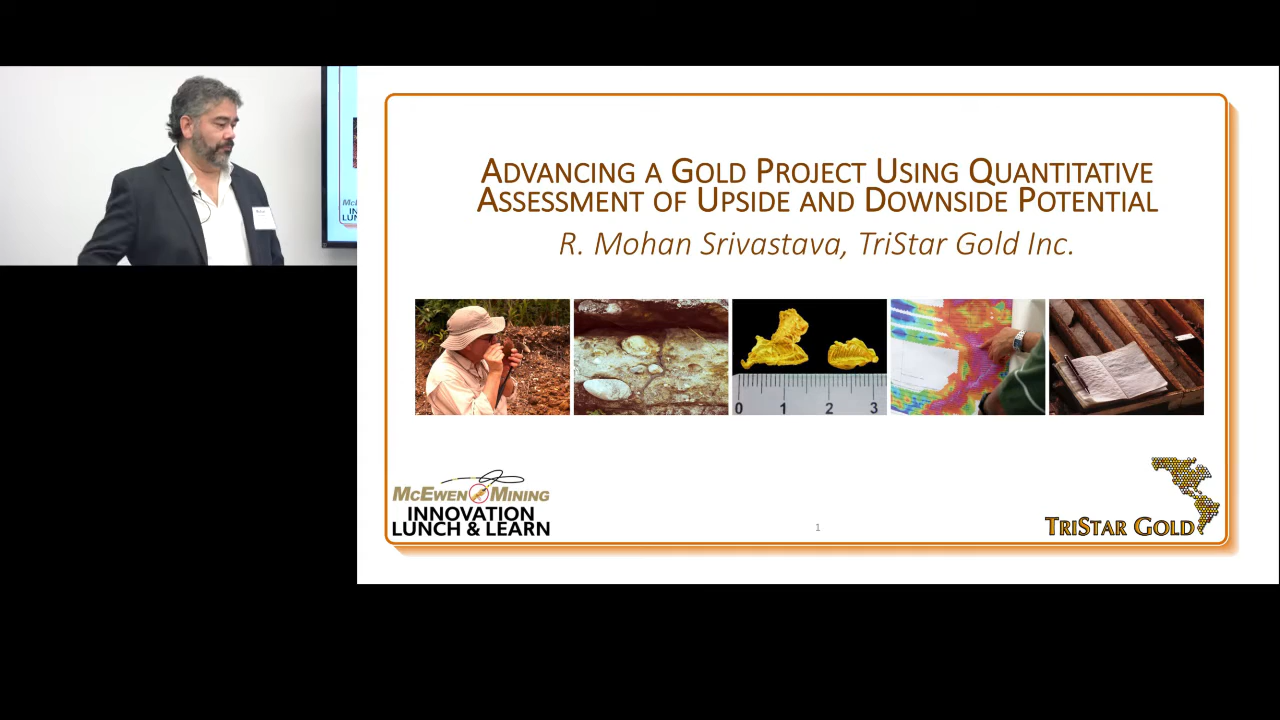 ADVANCING A GOLD PROJECT USING QUANTITATIVE
ASSESSMENT OF UPSIDE AND DOWNSIDE POTENTIAL
R. Mohan Srivastava, TriStar Gold Inc.
0 1 2 3
MCEWEN MINING
INNOVATION
LUNCH & LEARN
1
TRISTAR GOLD